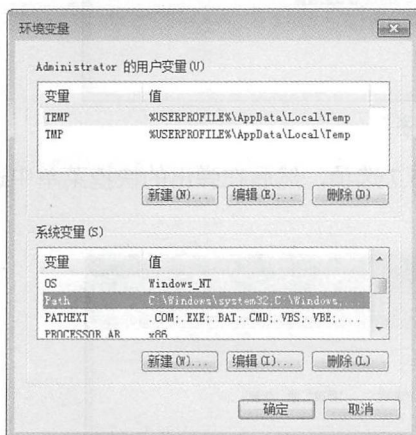 环境变量
Administrator 的用户变量(U)
变量 值
TEMP %USERPROFILE%\AppData\Local\Temp
TMP %USERPROFILE%\AppData\Local\Temp
新建(N)... 编辑(E)... 删除(D)
系统变量(S)
变量 值
OS Windows_NT
Path C:\Windows\system32;C:\Windows;...
PATHEXT .COM;.EXE;.BAT;.CMD;.VBS;.VBE;....
PROCESSOR_AR x86
新建(W)... 编辑(I)... 删除(L)
确定 取消